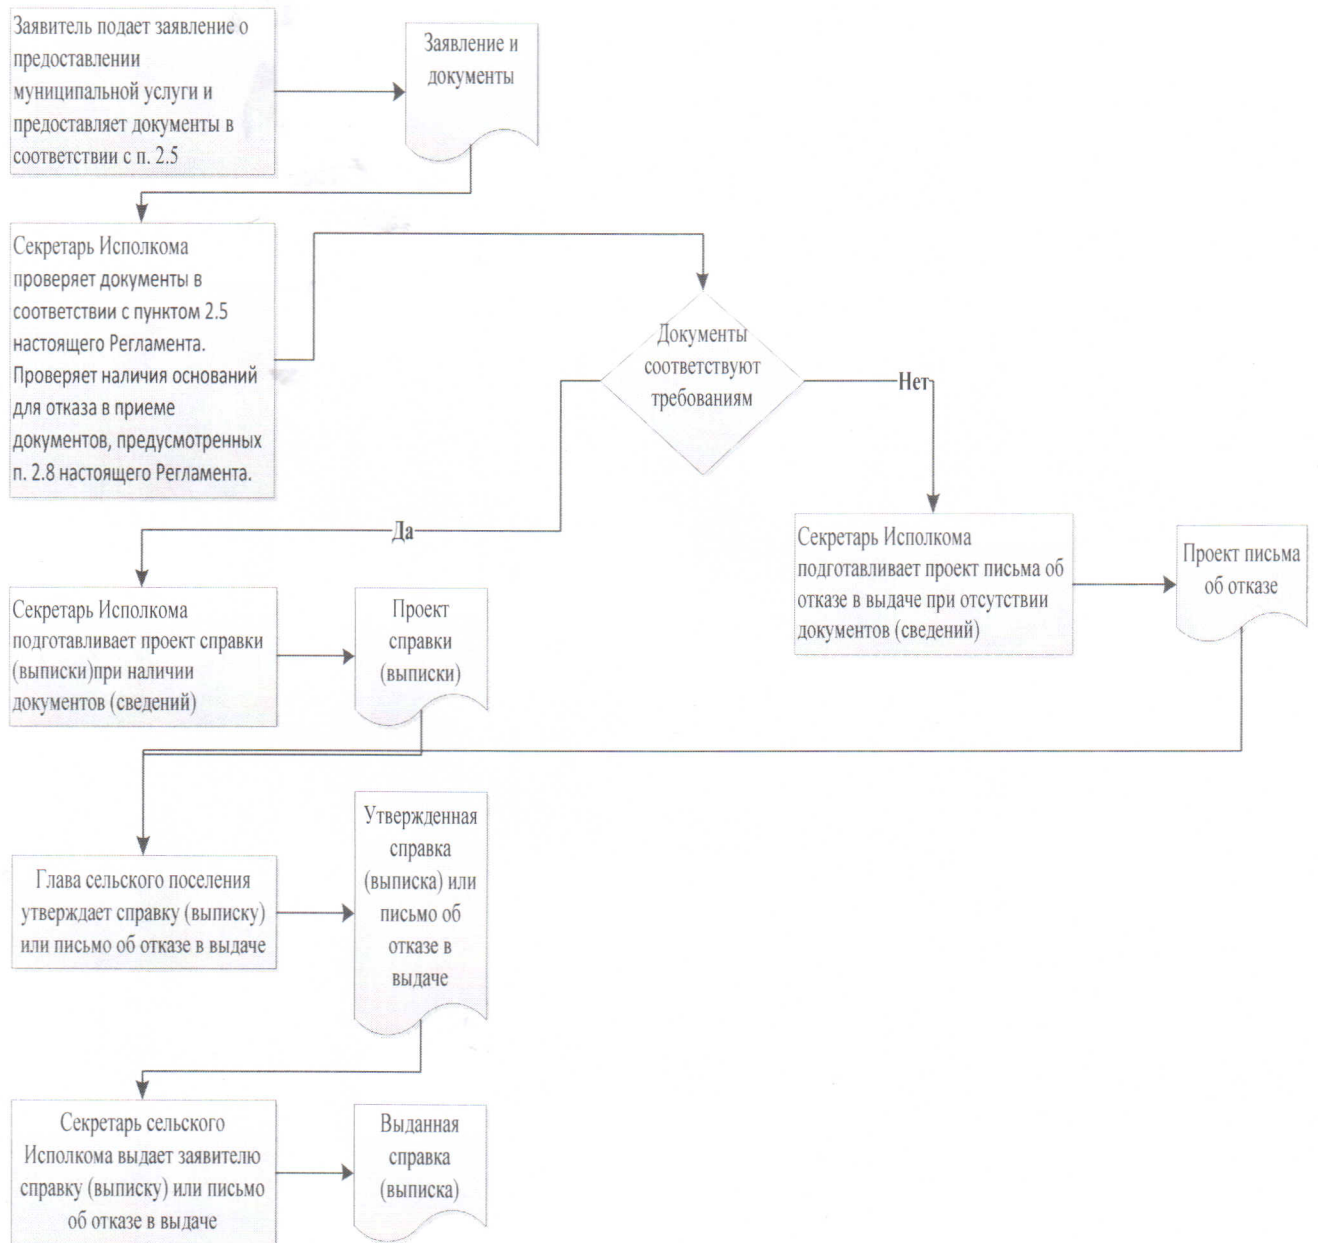 Заявитель подает заявление о
предоставлении
муниципальной услуги и
предоставляет документы в
соответствии с п. 2.5
Заявление и
документы
Секретарь Исполкома
проверяет документы в
соответствии с пунктом 2.5
настоящего Регламента.
Проверяет наличия оснований
для отказа в приеме
документов, предусмотренных
п. 2.8 настоящего Регламента.
Документы
соответствуют
требованиям
Нет
Да
Секретарь Исполкома
подготавливает проект письма об
отказе в выдаче при отсутствии
документов (сведений)
Проект письма
об отказе
Секретарь Исполкома
подготавливает проект справки
(выписки)при наличии
документов (сведений)
Проект
справки
(выписки)
Глава сельского поселения
утверждает справку (выписку)
или письмо об отказе в выдаче
Утвержденная
справка
(выписка) или
письмо об
отказе в
выдаче
Секретарь сельского
Исполкома выдает заявителю
справку (выписку) или письмо
об отказе в выдаче
Выданная
справка
(выписка)